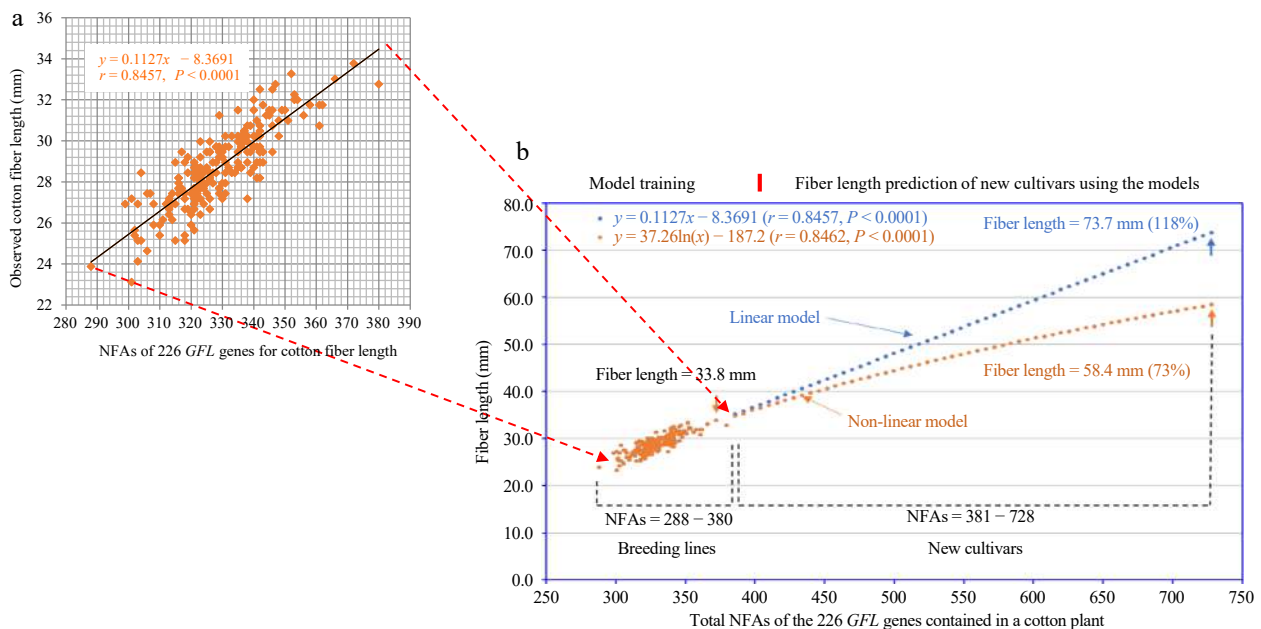 a
36
34
32
30
28
26
24
22
280 290 300 310 320 330 340 350 360 370 380 390
Observed cotton fiber length (mm)
y = 0.1127x − 8.3691
r = 0.8457, P < 0.0001
NFAs of 226 GFL genes for cotton fiber length
b
Model training
Fiber length prediction of new cultivars using the models
80.0
70.0
60.0
50.0
40.0
30.0
20.0
10.0
0.0
Fiber length (mm)
y = 0.1127x − 8.3691 (r = 0.8457, P < 0.0001)
y = 37.26ln(x) − 187.2 (r = 0.8462, P < 0.0001)
Fiber length = 73.7 mm (118%)
Linear model
Fiber length = 33.8 mm
Fiber length = 58.4 mm (73%)
Non-linear model
NFAs = 288 − 380
NFAs = 381 − 728
Breeding lines
New cultivars
250 300 350 400 450 500 550 600 650 700 750
Total NFAs of the 226 GFL genes contained in a cotton plant